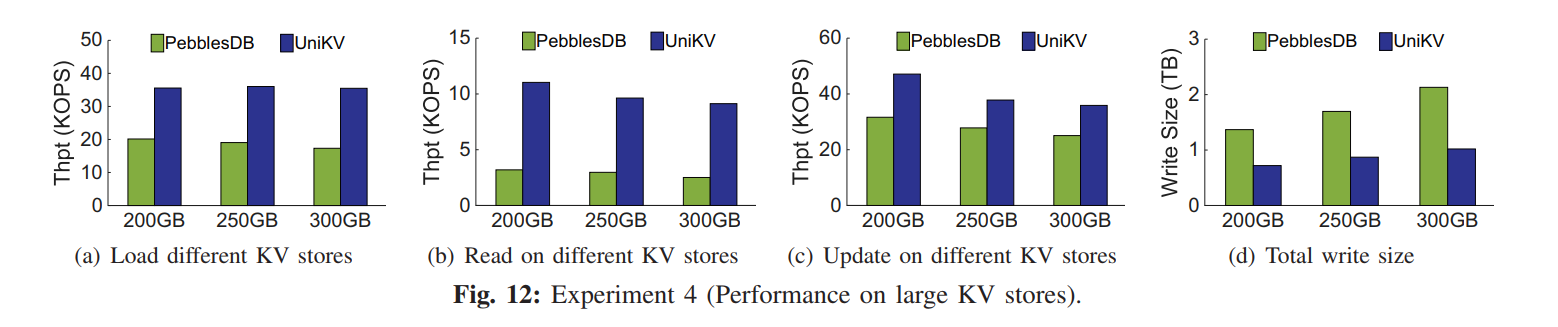 50
40
30
20
10
0
Thpt (KOPS)
PebblesDB
UniKV
200GB
250GB
300GB
(a) Load different KV stores
15
10
5
0
Thpt (KOPS)
PebblesDB
UniKV
200GB
250GB
300GB
(b) Read on different KV stores
60
40
20
0
Thpt (KOPS)
PebblesDB
UniKV
200GB
250GB
300GB
(c) Update on different KV stores
3
2
1
0
Write Size (TB)
PebblesDB
UniKV
200GB
250GB
300GB
(d) Total write size
Fig. 12: Experiment 4 (Performance on large KV stores).